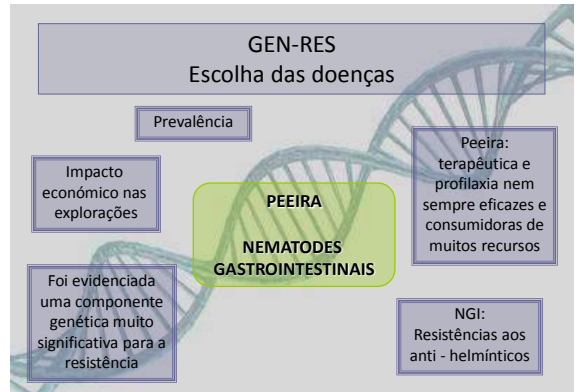 GEN-RES
Escolha das doenças
Prevalência
Impacto
económico nas
explorações
Foi evidenciada
uma componente
genética muito
significativa para a
resistência
PEEIRA
NEMATODES
GASTROINTESTINAIS
Peeira:
terapêutica e
profilaxia nem
sempre eficazes e
consumidoras de
muitos recursos
NGI:
Resistências aos
anti - helmínticos